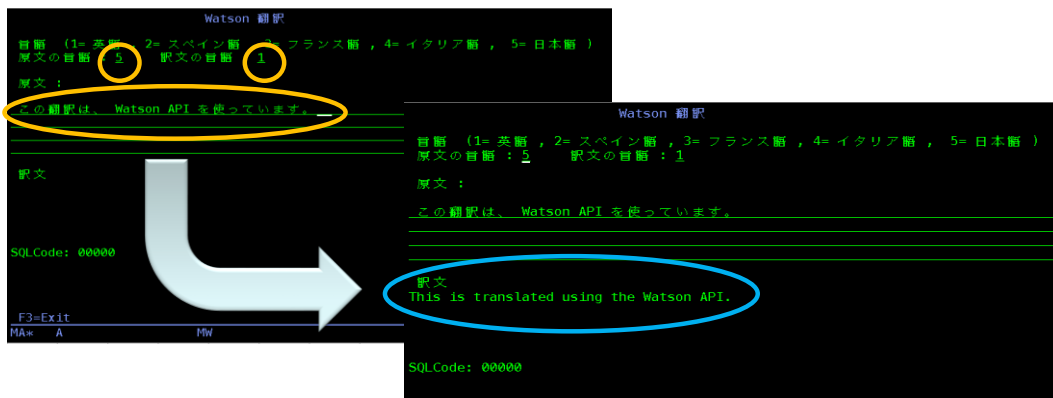 Watson 翻訳
言語 (1= 英語 , 2= スペイン語 , 3= フランス語 , 4= イタリア語 , 5= 日本語 )
原文の言語 : 5 訳文の言語 1
原文 :
この翻訳は、 Watson API を使っています。
訳文
SQLCode: 00000
F3=Exit
MA* A MW
Watson 翻訳
言語 (1= 英語 , 2= スペイン語 , 3= フランス語 , 4= イタリア語 , 5= 日本語 )
原文の言語 : 5 訳文の言語 : 1
原文 :
この翻訳は、 Watson API を使っています。
訳文
This is translated using the Watson API.
SQLCode: 00000